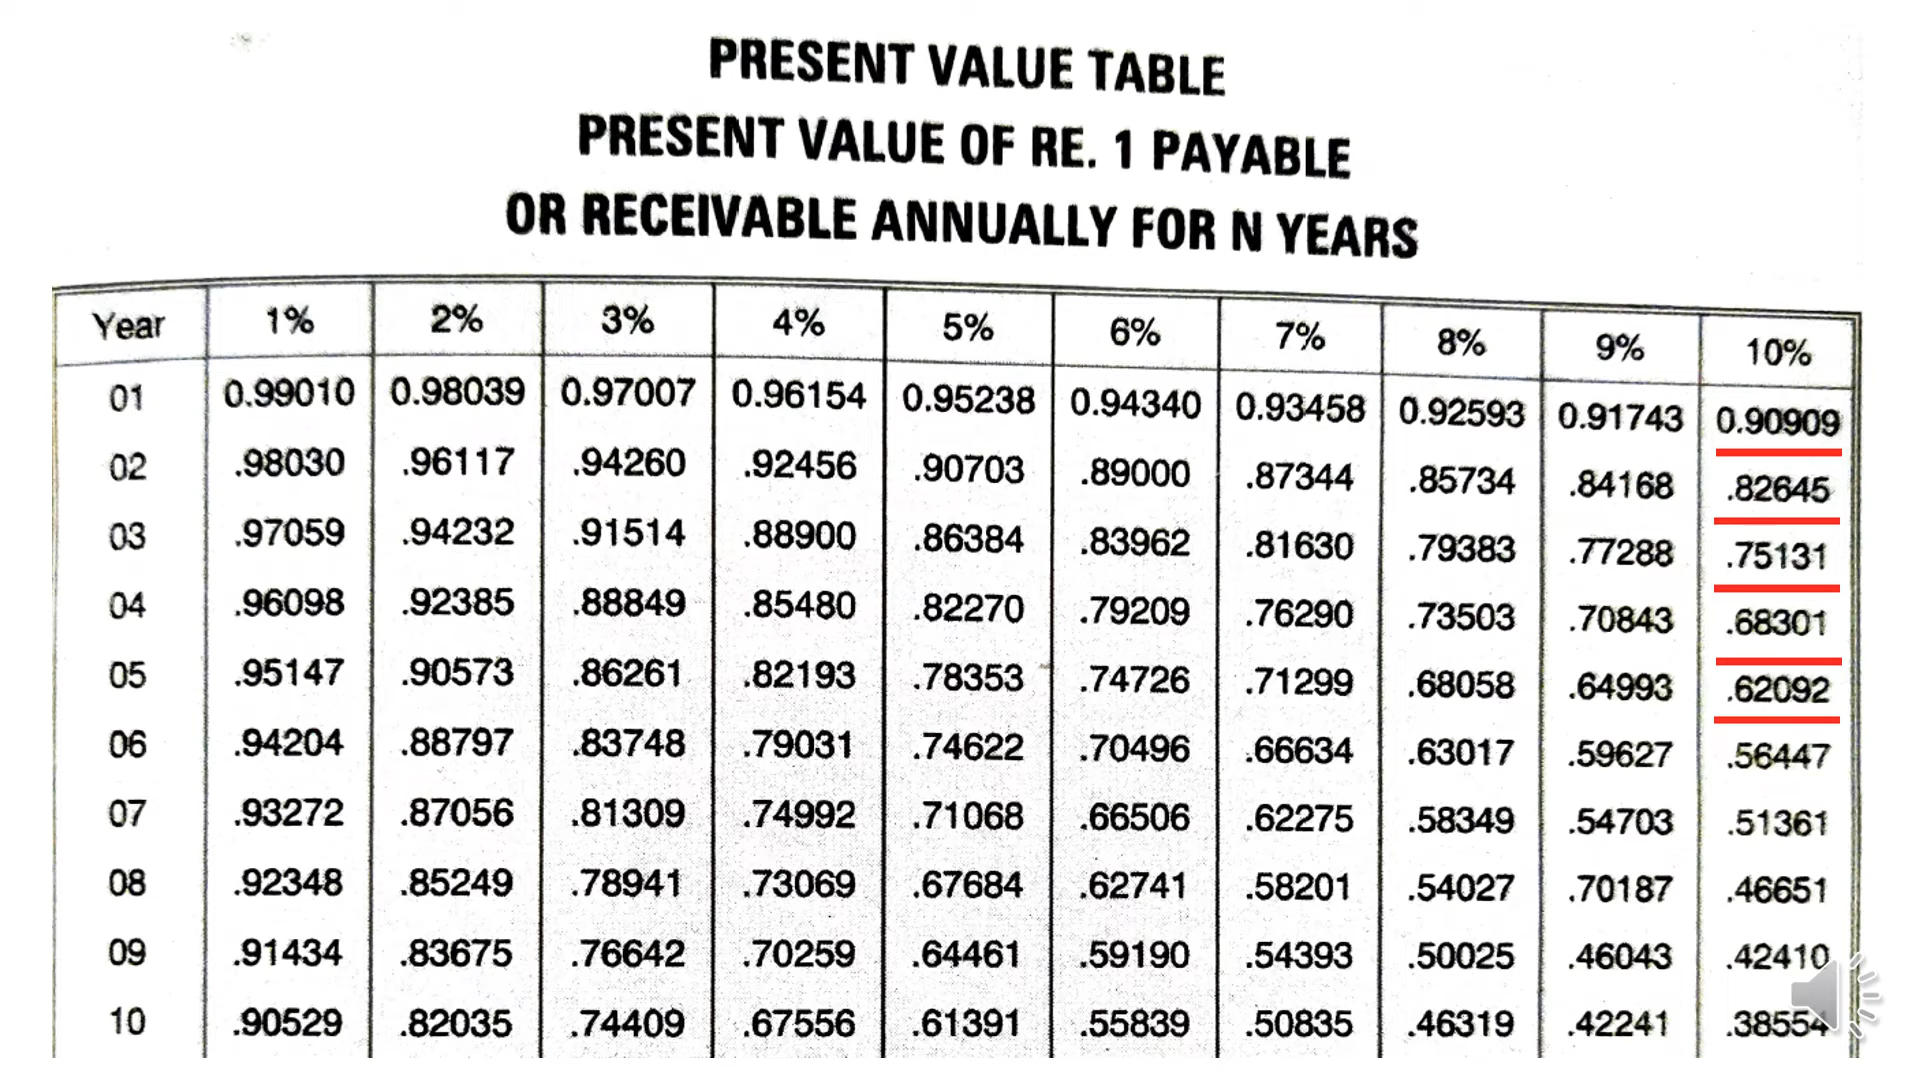 PRESENT VALUE TABLE
PRESENT VALUE OF RE. 1 PAYABLE
OR RECEIVABLE ANNUALLY FOR N YEARS
Year 1% 2% 3% 4% 5% 6% 7% 8% 9% 10%
01 0.99010 0.98039 0.97007 0.96154 0.95238 0.94340 0.93458 0.92593 0.91743 0.90909
02 .98030 .96117 .94260 .92456 .90703 .89000 .87344 .85734 .84168 .82645
03 .97059 .94232 .91514 .88900 .86384 .83962 .81630 .79383 .77288 .75131
04 .96098 .92385 .88849 .85480 .82270 .79209 .76290 .73503 .70843 .68301
05 .95147 .90573 .86261 .82193 .78353 .74726 .71299 .68058 .64993 .62092
06 .94204 .88797 .83748 .79031 .74622 .70496 .66634 .63017 .59627 .56447
07 .93272 .87056 .81309 .74992 .71068 .66506 .62275 .58349 .54703 .51361
08 .92348 .85249 .78941 .73069 .67684 .62741 .58201 .54027 .70187 .46651
09 .91434 .83675 .76642 .70259 .64461 .59190 .54393 .50025 .46043 .42410
10 .90529 .82035 .74409 .67556 .61391 .55839 .50835 .46319 .42241 .38554